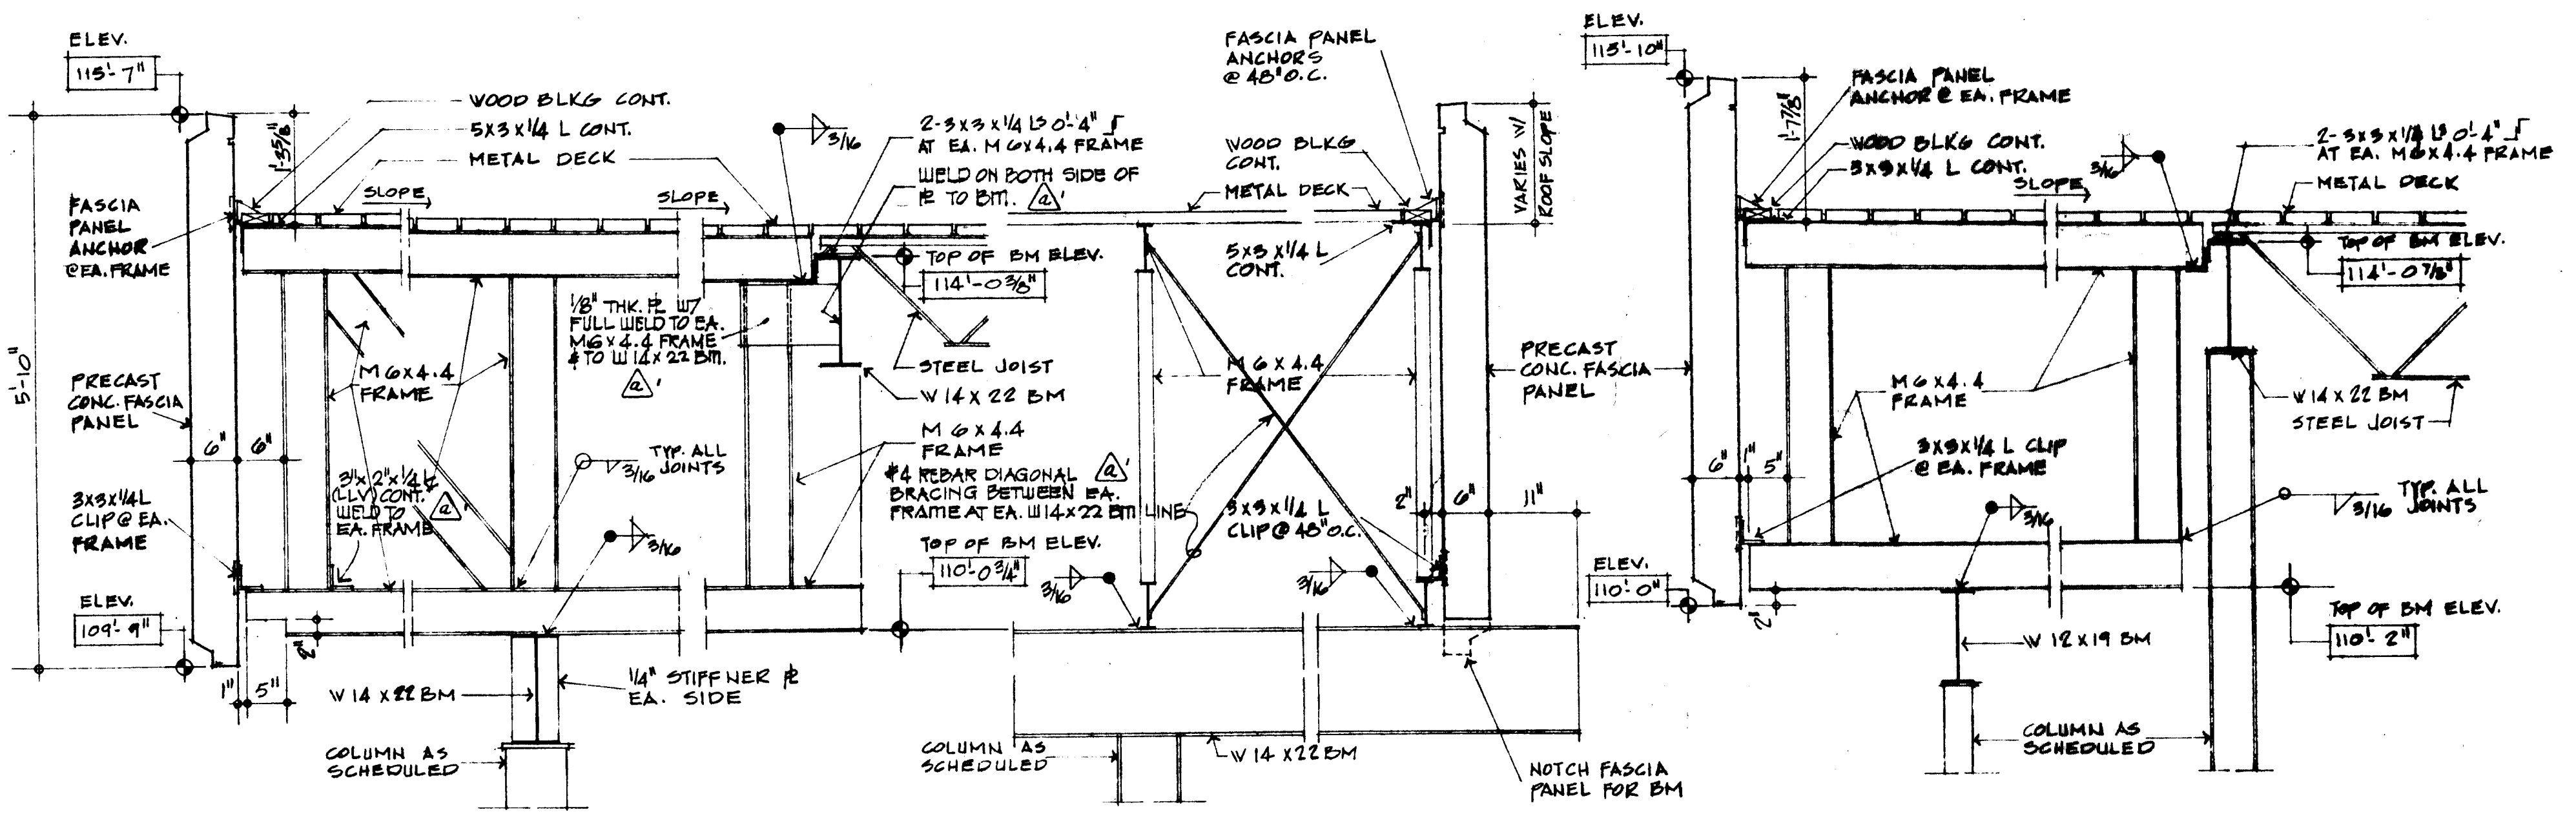 ELEV.
115'-7"
5'-10"
1'-3 5/8"
WOOD BLKG CONT.
5x3x1/4 L CONT.
METAL DECK
SLOPE
SLOPE
FASCIA
PANEL
ANCHOR
@EA. FRAME
3/16
2-3x3x1/4 LS 0'-4"
AT EA. M 6x4.4 FRAME
WELD ON BOTH SIDE OF
PL TO BM.
a
TOP OF BM ELEV.
114'-0 3/8"
1/8" THK. PL W/
FULL WELD TO EA.
M6x4.4 FRAME
& TO W14x22 BM.
a
STEEL JOIST
W 14 x 22 BM
M 6x4.4
FRAME
PRECAST
CONC. FASCIA
PANEL
6"
6"
M 6x4.4
FRAME
TYP. ALL
JOINTS
3/16
3"x2"x1/4 L
(LLV) CONT.
WELD TO
EA. FRAME
a
3x3x1/4 L
CLIP @ EA.
FRAME
3/16
#4 REBAR DIAGONAL
BRACING BETWEEN EA.
FRAME AT EA. W14x22 BM LINE
a
ELEV.
109'-9"
2"
1"
5"
W 14 x 22 BM
1/4" STIFFNER PL
EA. SIDE
COLUMN AS
SCHEDULED
FASCIA PANEL
ANCHORS
@ 48" O.C.
WOOD BLKG
CONT.
METAL DECK
VARIES W/
ROOF SLOPE
5x3x1/4 L
CONT.
M 6x4.4
FRAME
PRECAST
CONC. FASCIA
PANEL
3x3x1/4 L
CLIP @ 48" O.C.
2"
6"
11"
TOP OF BM ELEV.
110'-0 3/4"
3/16
3/16
COLUMN AS
SCHEDULED
W 14 x 22 BM
NOTCH FASCIA
PANEL FOR BM
ELEV.
115'-10"
1'-7 7/8"
FASCIA PANEL
ANCHOR @ EA. FRAME
WOOD BLKG CONT.
3x3x1/4 L CONT.
SLOPE
3/16
2-3x3x1/4 LS 0'-4"
AT EA. M6x4.4 FRAME
METAL DECK
TOP OF BM ELEV.
114'-0 7/8"
M 6x4.4
FRAME
W 14 x 22 BM
STEEL JOIST
6"
1"
5"
3x3x1/4 L CLIP
@ EA. FRAME
3/16
TYP. ALL
JOINTS
3/16
ELEV.
110'-0"
2"
TOP OF BM ELEV.
110'-2"
W 12 x 19 BM
COLUMN AS
SCHEDULED